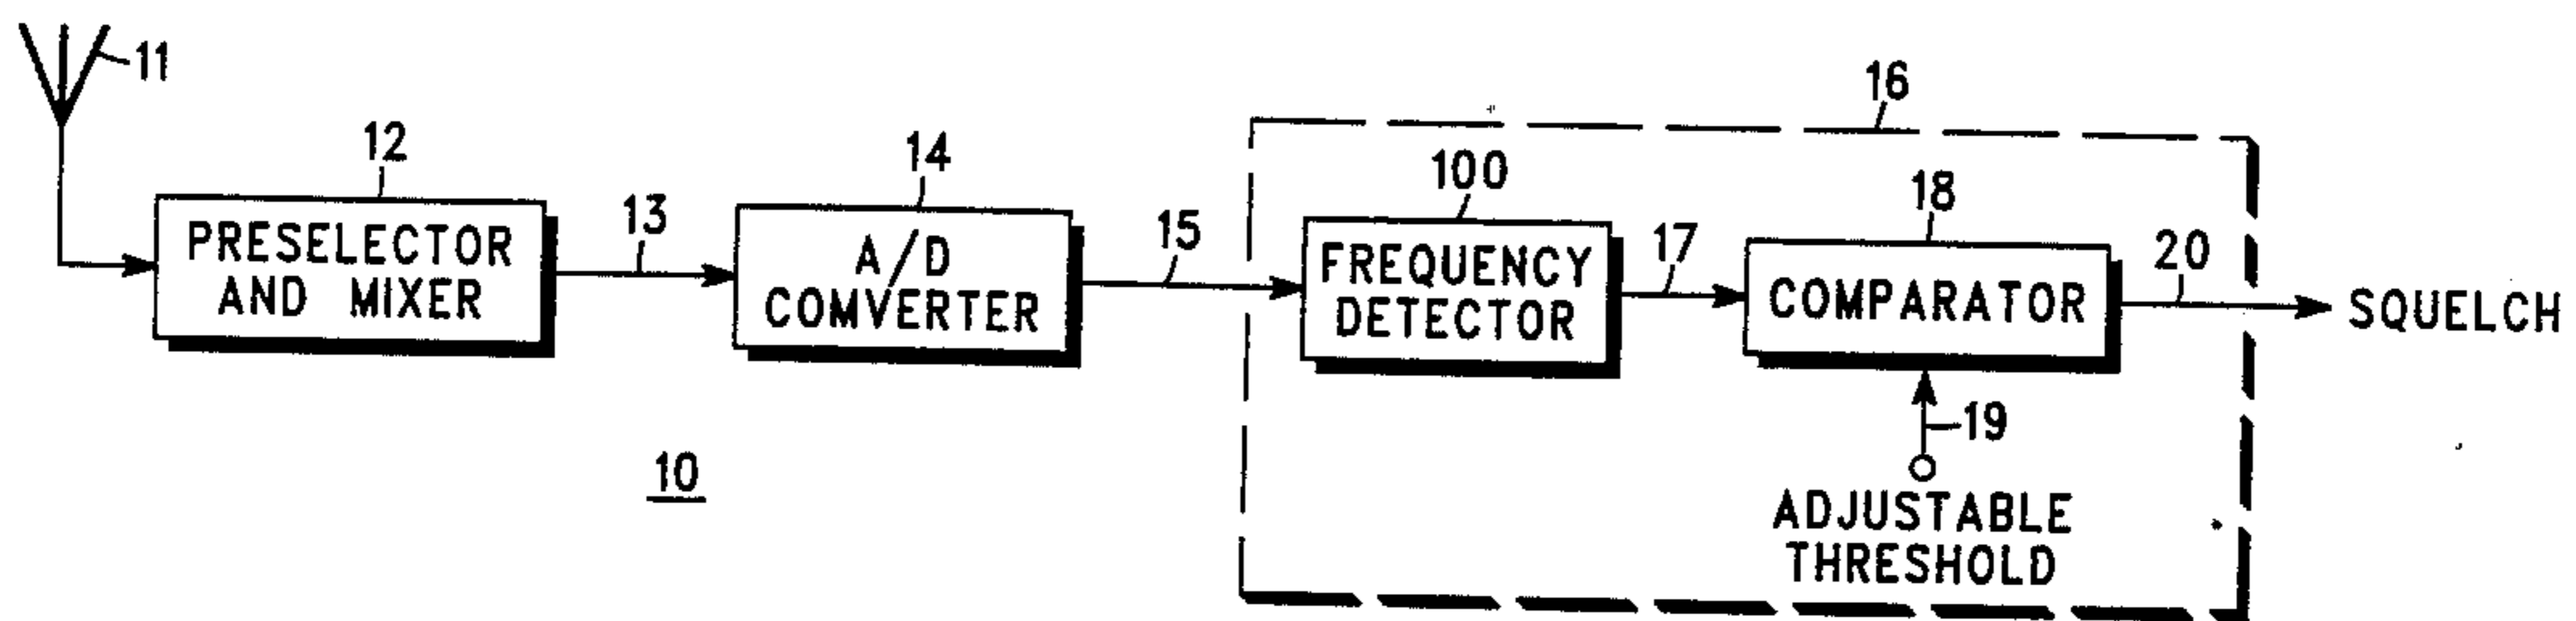 11
12
PRESELECTOR
AND MIXER
13
14
A/D
COMVERTER
15
16
100
FREQUENCY
DETECTOR
17
18
COMPARATOR
20
SQUELCH
19
ADJUSTABLE
THRESHOLD
10